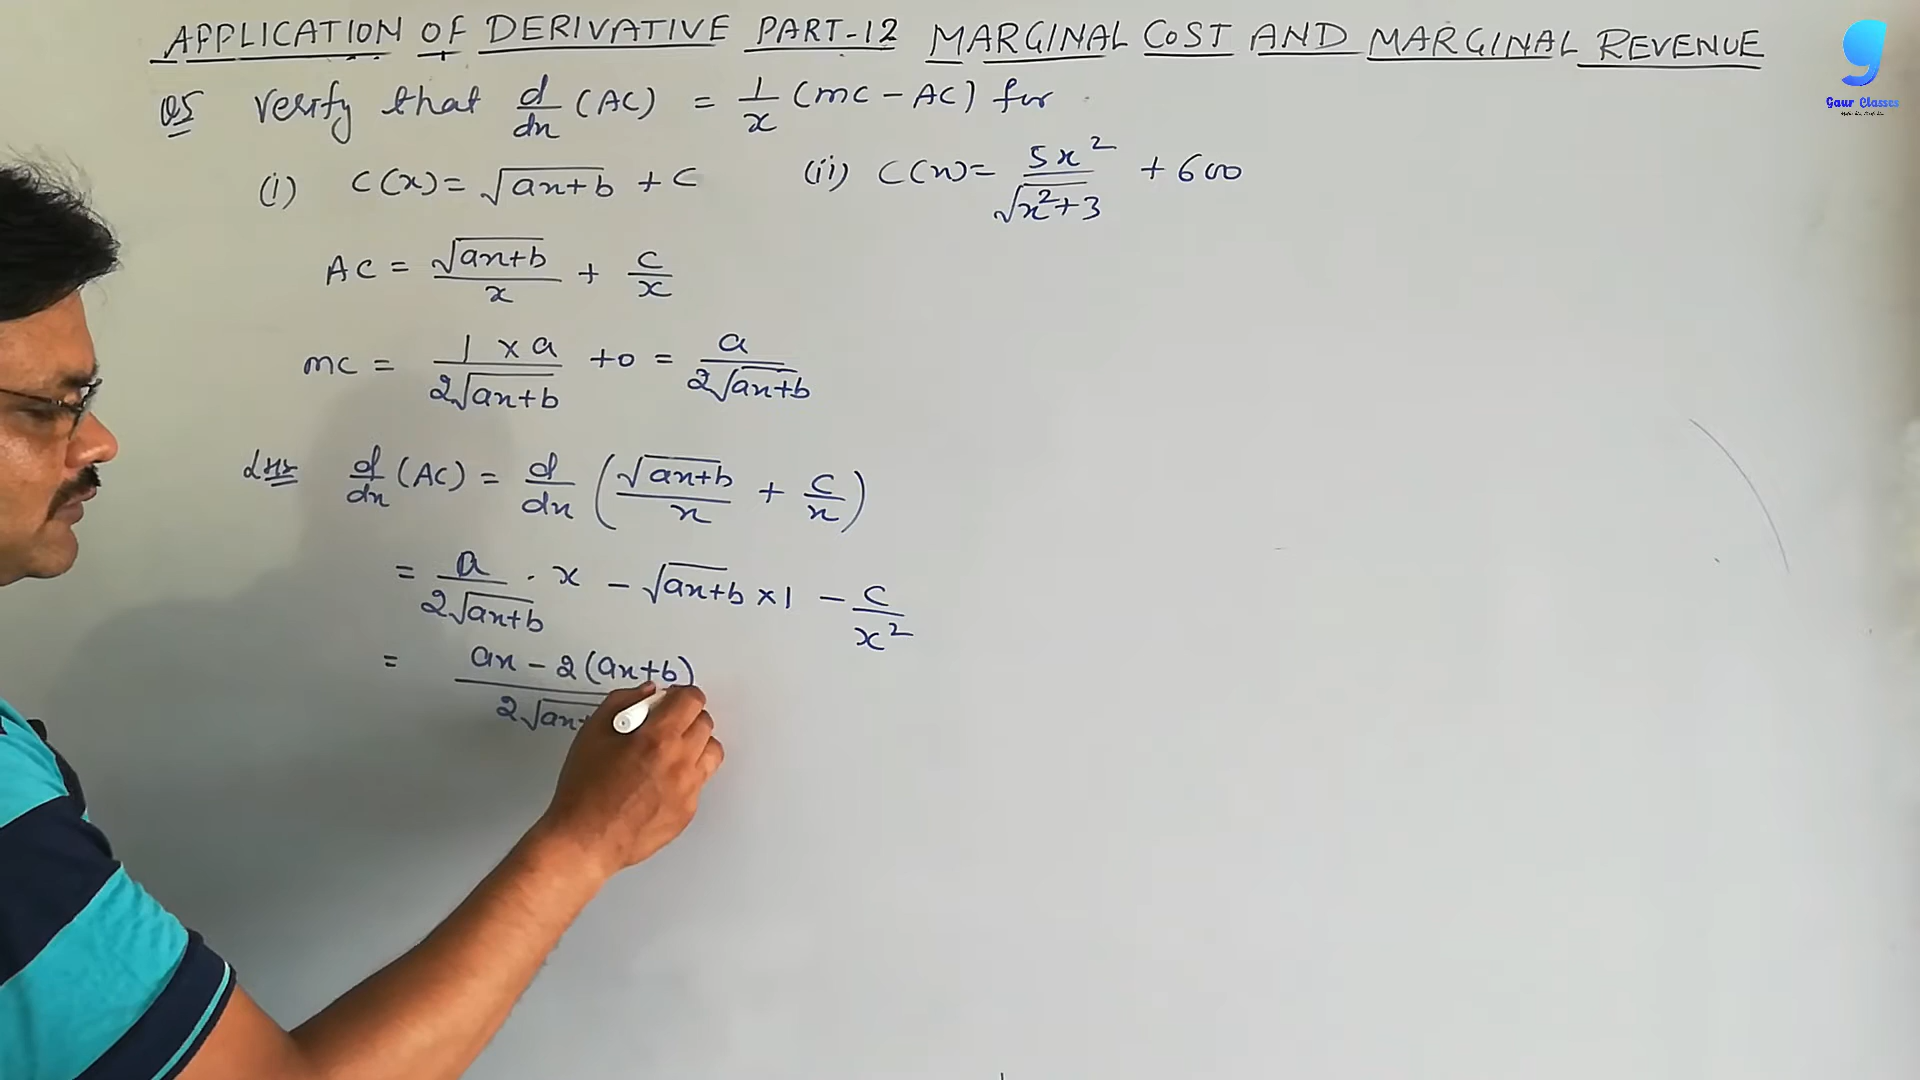 APPLICATION OF DERIVATIVE PART-12 MARGINAL COST AND MARGINAL REVENUE
Gaur Classes
Q5 Verify that d/dx (AC) = 1/x (MC - AC) for
(i) C(x) = √(ax+b) + C (ii) C(x) = 5x²/√(x²+3) + 600
AC = √(ax+b)/x + C/x
MC = 1 × a/2√(ax+b) + 0 = a/2√(ax+b)
LHS d/dx (AC) = d/dx (√(ax+b)/x + C/x)
= a/2√(ax+b) · x - √(ax+b) × 1 - C/x²
= ax - 2(ax+b)/2√ax+